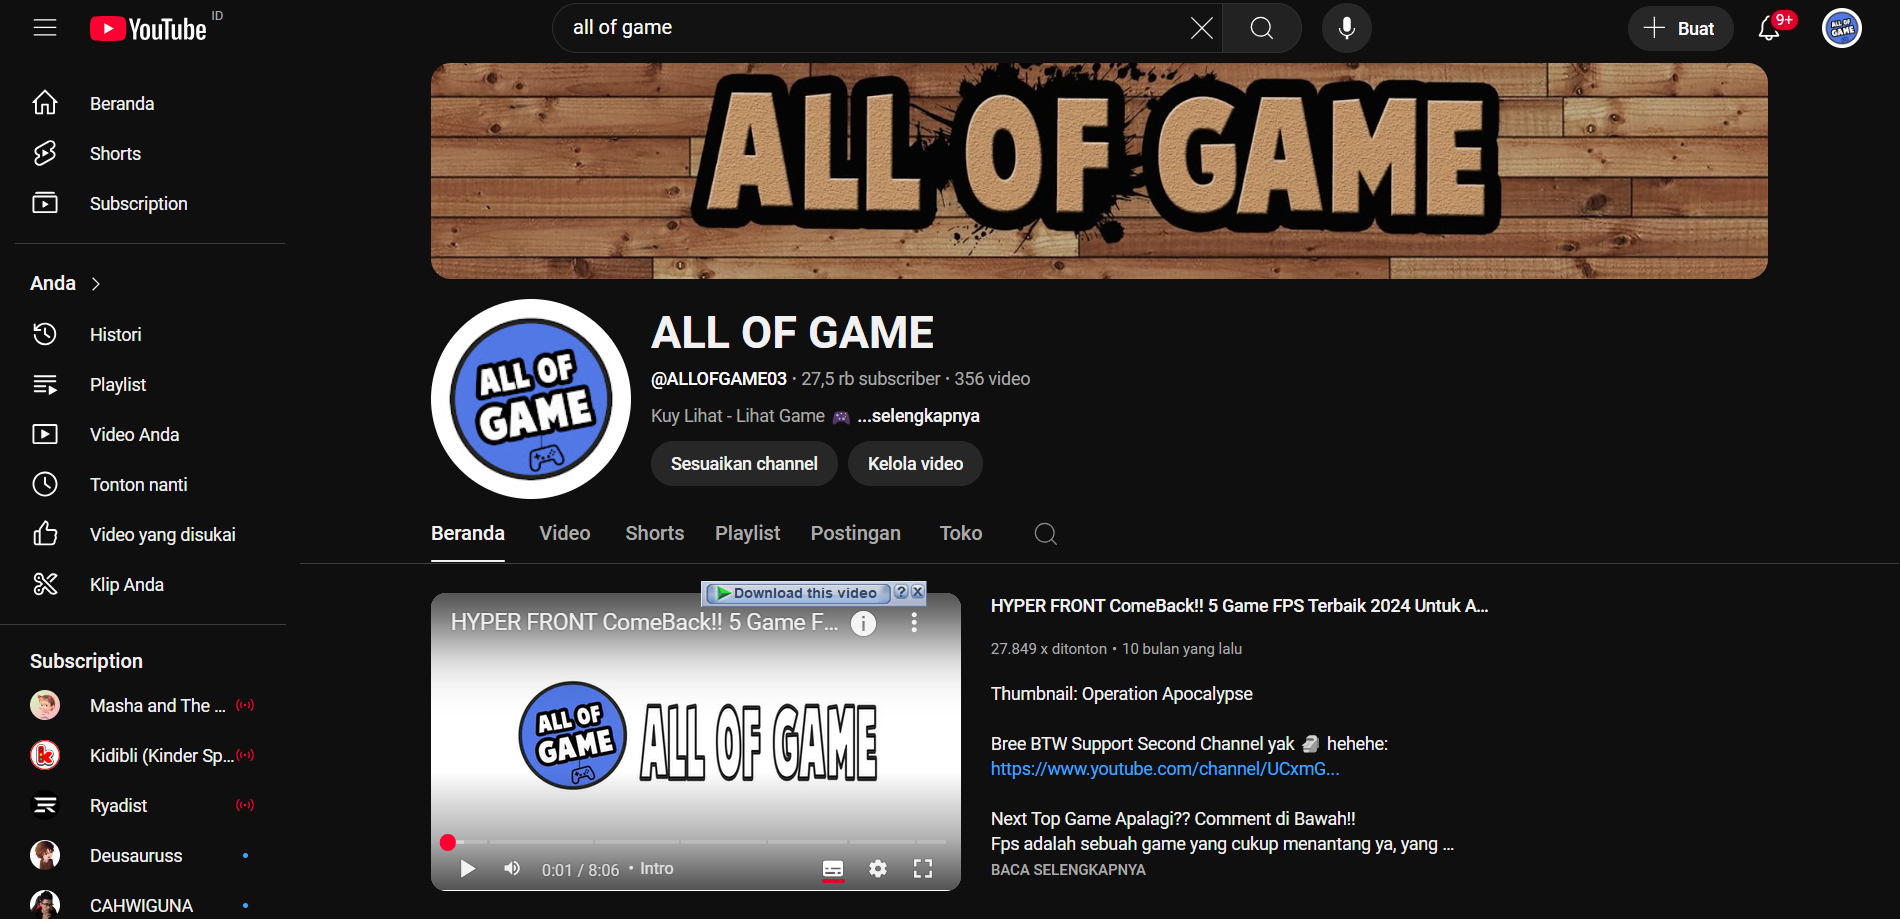 YouTube ID
all of game
Buat
9+
Beranda
Shorts
Subscription
Anda
Histori
Playlist
Video Anda
Tonton nanti
Video yang disukai
Klip Anda
Subscription
Masha and The ...
Kidibli (Kinder Sp...
Ryadist
Deusauruss
CAHWIGUNA
ALL OF GAME
ALL OF
GAME
ALL OF GAME
@ALLOFGAME03 · 27,5 rb subscriber · 356 video
Kuy Lihat - Lihat Game 🎮 ...selengkapnya
Sesuaikan channel
Kelola video
Beranda
Video
Shorts
Playlist
Postingan
Toko
Download this video ? X
HYPER FRONT ComeBack!! 5 Game F...
ALL OF
GAME
ALL OF GAME
0:01 / 8:06 • Intro
HYPER FRONT ComeBack!! 5 Game FPS Terbaik 2024 Untuk A...
27.849 x ditonton • 10 bulan yang lalu
Thumbnail: Operation Apocalypse
Bree BTW Support Second Channel yak 🗿 hehehe:
https://www.youtube.com/channel/UCxmG...
Next Top Game Apalagi?? Comment di Bawah!!
Fps adalah sebuah game yang cukup menantang ya, yang ...
BACA SELENGKAPNYA